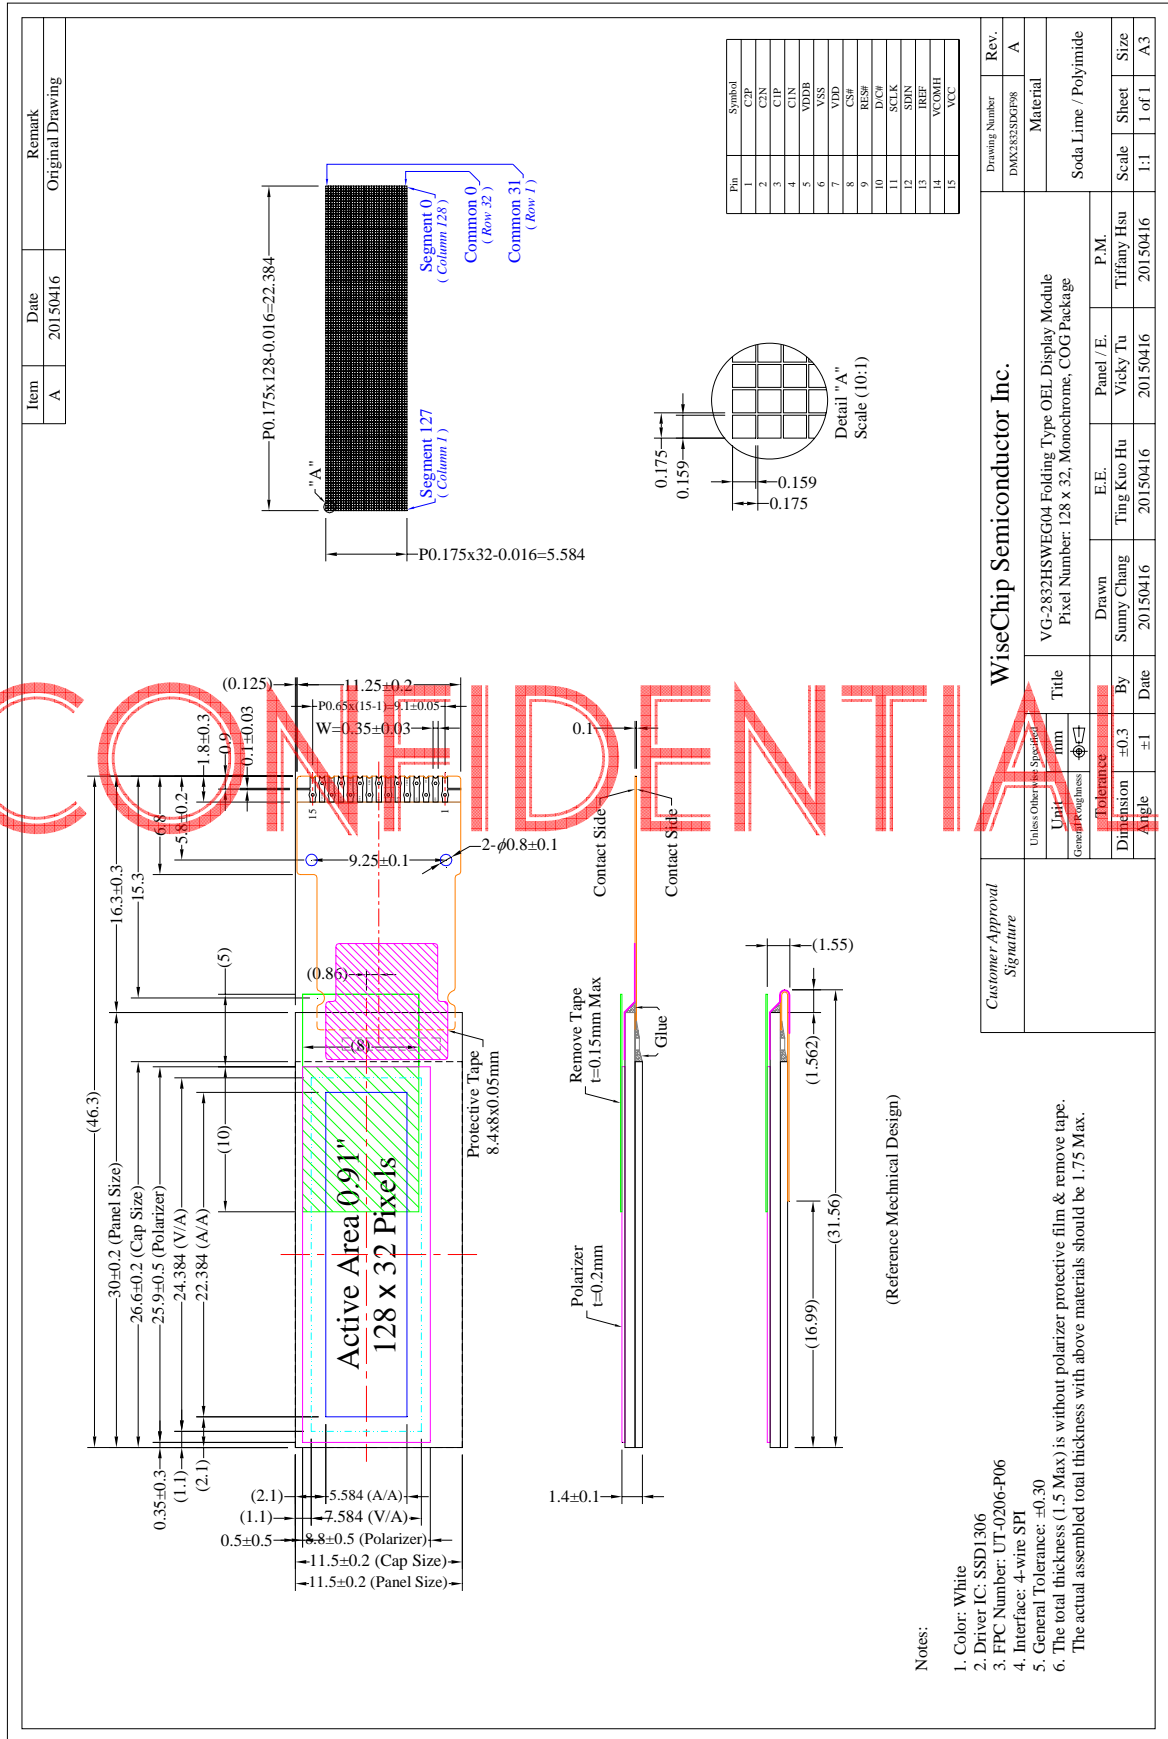 Item Date Remark
A 20150416 Original Drawing
P0.175x128-0.016=22.384
"A"
P0.175x32-0.016=5.584
Segment 127
( Column 1 )
Segment 0
( Column 128 )
Common 0
( Row 32 )
Common 31
( Row 1 )
0.175
0.159
0.159
0.175
Detail "A"
Scale (10:1)
Pin Symbol
1 C2P
2 C2N
3 C1P
4 C1N
5 VDDB
6 VSS
7 VDD
8 CS#
9 RES#
10 D/C#
11 SCLK
12 SDIN
13 IREF
14 VCOMH
15 VCC
CONFIDENTIAL
(46.3)
16.3±0.3
15.3
6.8
5.8±0.2
1.8±0.3
0.9
0.1±0.03
(0.125)
11.25±0.2
P0.65x(15-1)=9.1±0.05
W=0.35±0.03
15
1
9.25±0.1
2-ϕ0.8±0.1
(5)
(0.86)
(8)
(10)
Protective Tape
8.4x8x0.05mm
30±0.2 (Panel Size)
26.6±0.2 (Cap Size)
25.9±0.5 (Polarizer)
24.384 (V/A)
22.384 (A/A)
Active Area 0.91"
128 x 32 Pixels
0.35±0.3
(1.1)
(2.1)
(2.1)
5.584 (A/A)
(1.1)
7.584 (V/A)
0.5±0.5
8.8±0.5 (Polarizer)
11.5±0.2 (Cap Size)
11.5±0.2 (Panel Size)
0.1
Contact Side
Contact Side
Glue
Remove Tape
t=0.15mm Max
Polarizer
t=0.2mm
1.4±0.1
(1.55)
(1.562)
(31.56)
(16.99)
(Reference Mechnical Design)
Notes:
1. Color: White
2. Driver IC: SSD1306
3. FPC Number: UT-0206-P06
4. Interface: 4-wire SPI
5. General Tolerance: ±0.30
6. The total thickness (1.5 Max) is without polarizer protective film & remove tape.
The actual assembled total thickness with above materials should be 1.75 Max.
Customer Approval
Signature
WiseChip Semiconductor Inc.
Drawing Number Rev.
DMX2832SDGF98 A
Unless Otherwise Specified
Unit mm
General Roughness
Title
VG-2832HSWEG04 Folding Type OEL Display Module
Pixel Number: 128 x 32, Monochrome, COG Package
Material
Soda Lime / Polyimide
Tolerance
Dimension ±0.3
Angle ±1
Drawn E.E. Panel / E. P.M.
By Sunny Chang Ting Kuo Hu Vicky Tu Tiffany Hsu
Date 20150416 20150416 20150416 20150416
Scale Sheet Size
1:1 1 of 1 A3